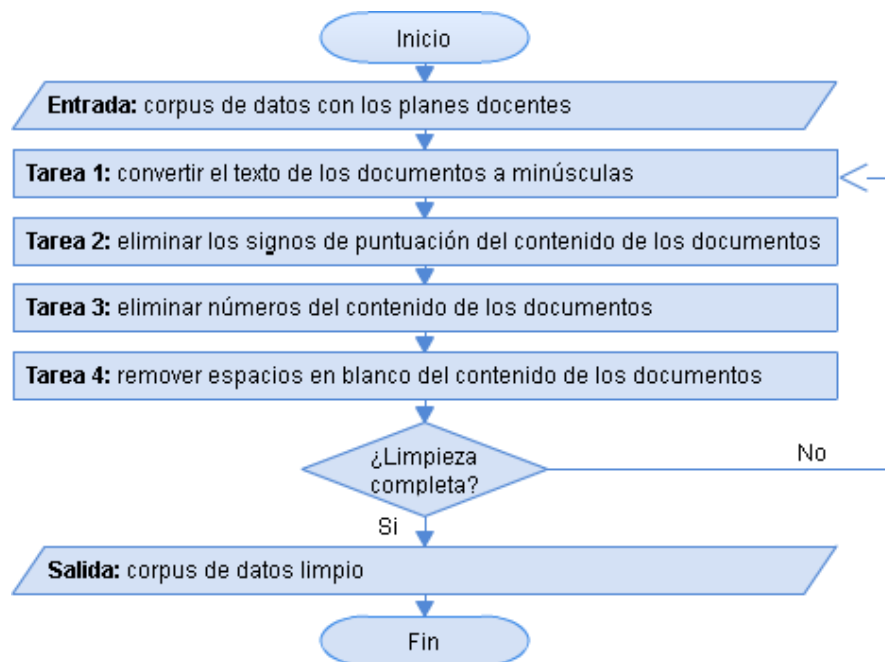 Inicio
Entrada: corpus de datos con los planes docentes
Tarea 1: convertir el texto de los documentos a minúsculas
Tarea 2: eliminar los signos de puntuación del contenido de los documentos
Tarea 3: eliminar números del contenido de los documentos
Tarea 4: remover espacios en blanco del contenido de los documentos
¿Limpieza
completa?
No
Si
Salida: corpus de datos limpio
Fin